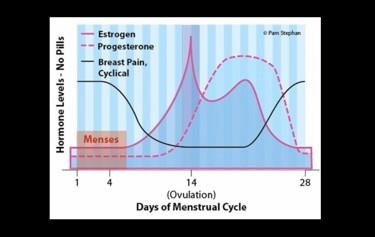 Estrogen
Progesterone
Breast Pain,
Cyclical
© Pam Stephan
Hormone Levels - No Pills
Menses
1
4
14
28
(Ovulation)
Days of Menstrual Cycle